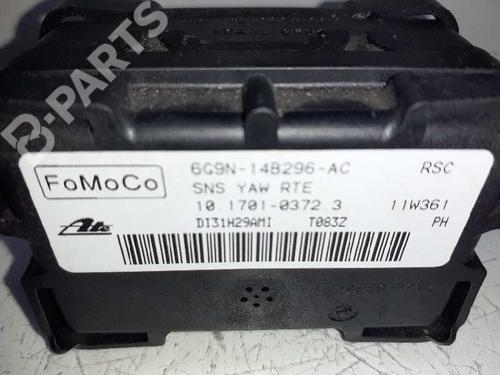 FoMoCo
6G9N-14B296-AC RSC
SNS YAW RTE
10.1701-0372.3 11W361
DI31H29AMI T083Z PH
Ate
B-PARTS